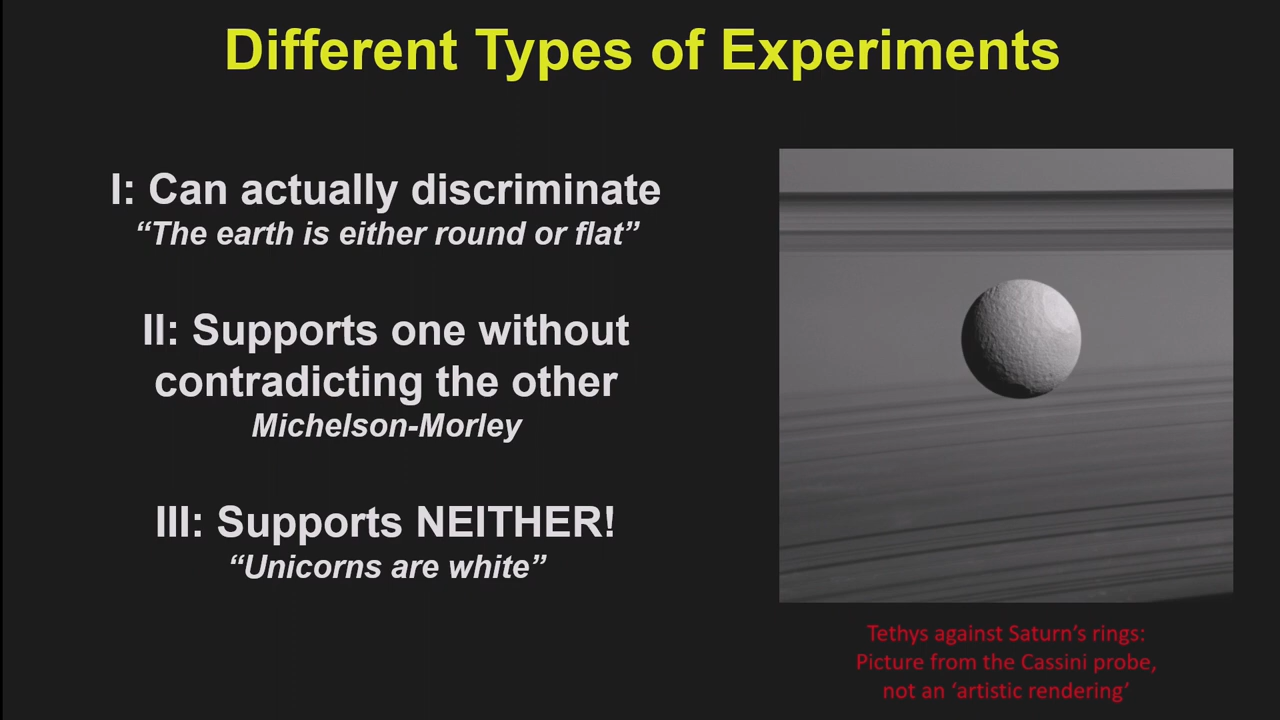 Different Types of Experiments
I: Can actually discriminate
“The earth is either round or flat”
II: Supports one without
contradicting the other
Michelson-Morley
III: Supports NEITHER!
“Unicorns are white”
Tethys against Saturn’s rings:
Picture from the Cassini probe,
not an ‘artistic rendering’